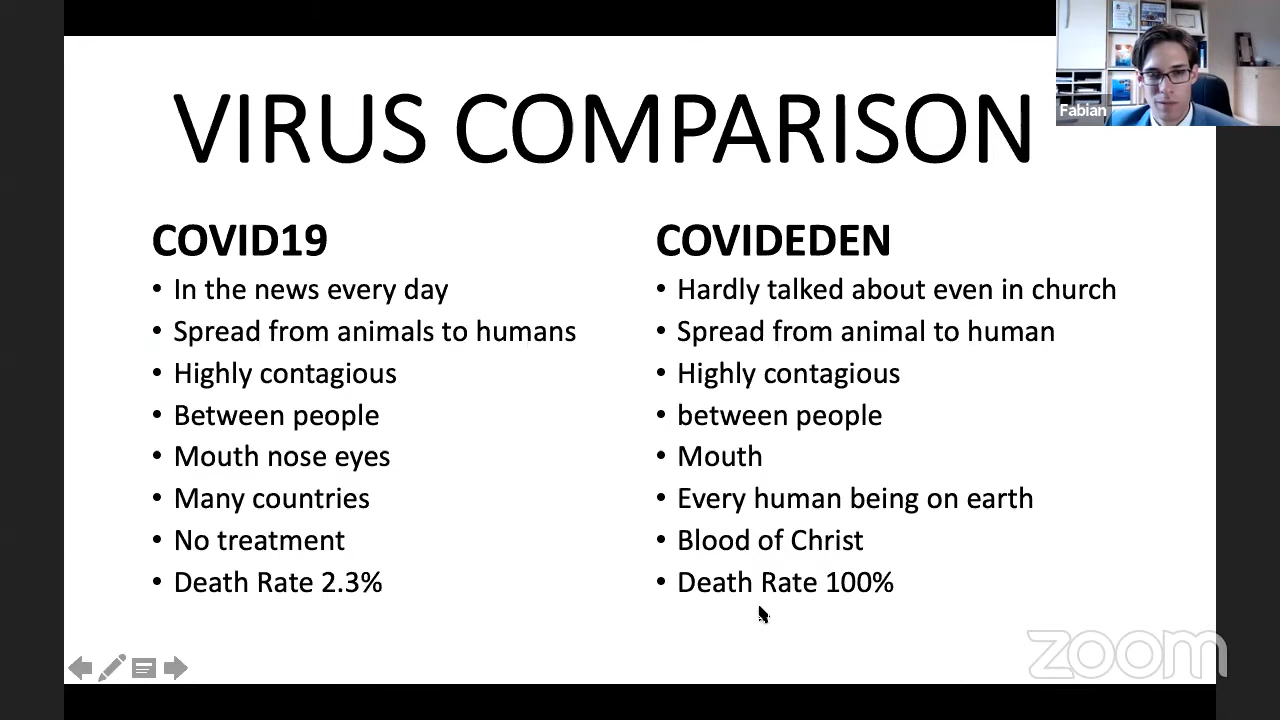 VIRUS COMPARISON
Fabian
COVID19
• In the news every day
• Spread from animals to humans
• Highly contagious
• Between people
• Mouth nose eyes
• Many countries
• No treatment
• Death Rate 2.3%
COVIDEDEN
• Hardly talked about even in church
• Spread from animal to human
• Highly contagious
• between people
• Mouth
• Every human being on earth
• Blood of Christ
• Death Rate 100%
zoom